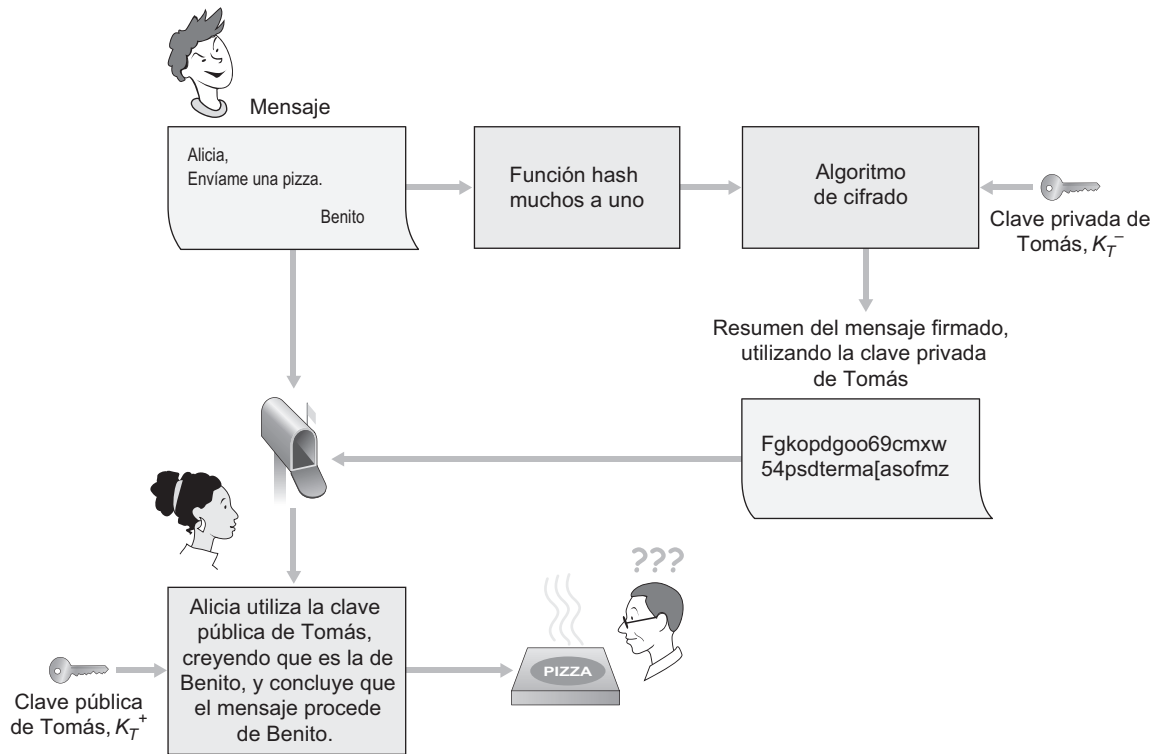 Mensaje
Alicia,
Envíame una pizza.
Benito
Función hash
muchos a uno
Algoritmo
de cifrado
Clave privada de
Tomás, K_T^-
Resumen del mensaje firmado,
utilizando la clave privada
de Tomás
Fgkopdgoo69cmxw
54psdterma[asofmz
???
Alicia utiliza la clave
pública de Tomás,
creyendo que es la de
Benito, y concluye que
el mensaje procede
de Benito.
PIZZA
Clave pública
de Tomás, K_T^+